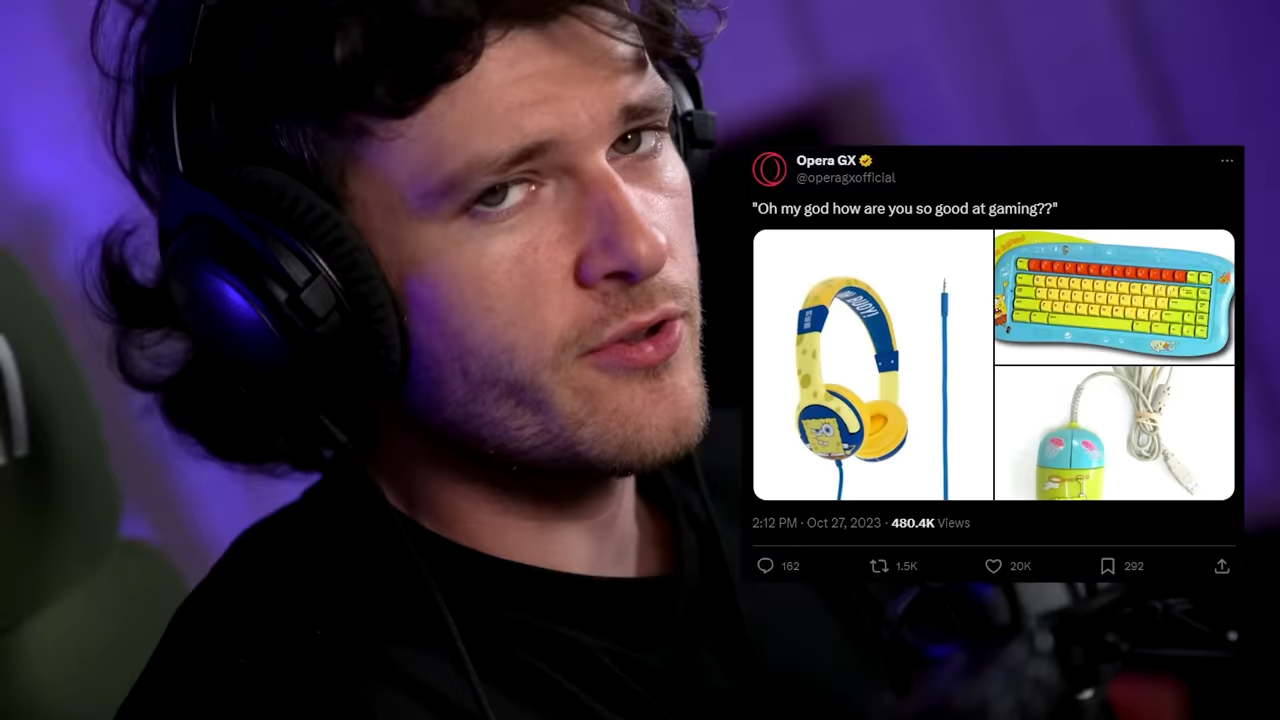 Opera GX
@operagxofficial
"Oh my god how are you so good at gaming??"
2:12 PM · Oct 27, 2023 · 480.4K Views
162 1.5K 20K 292